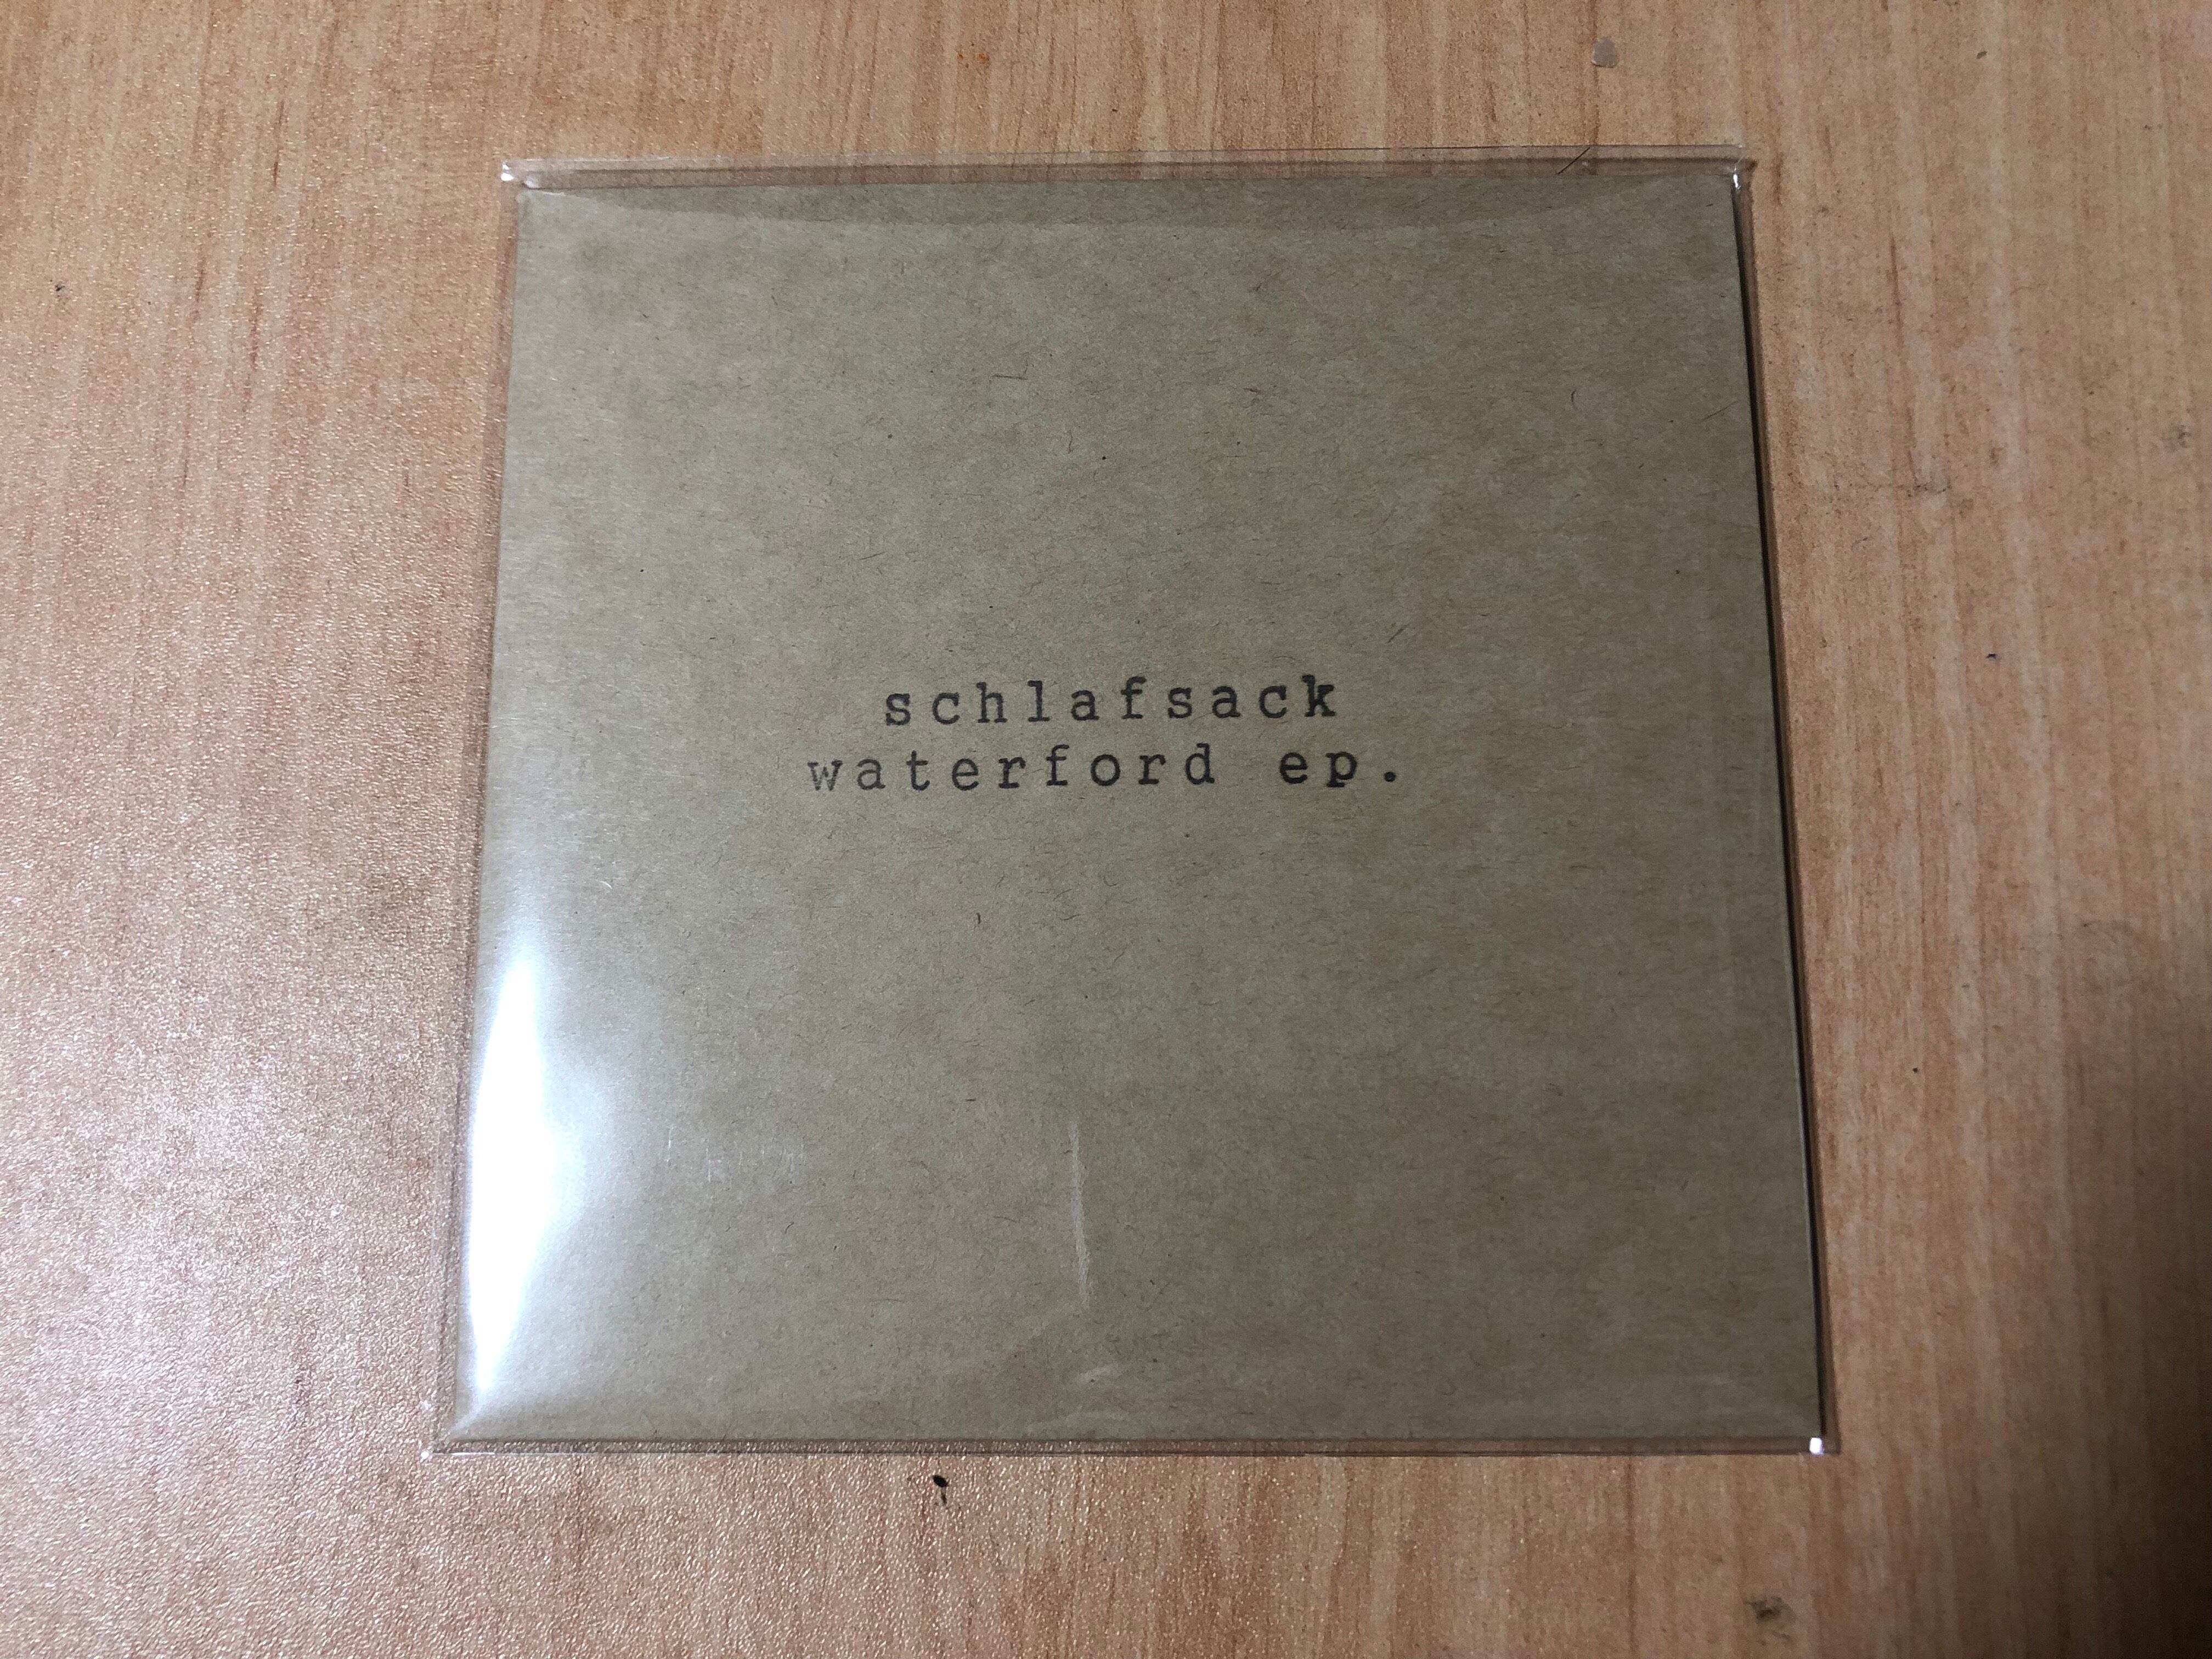 schlafsack
waterford ep.